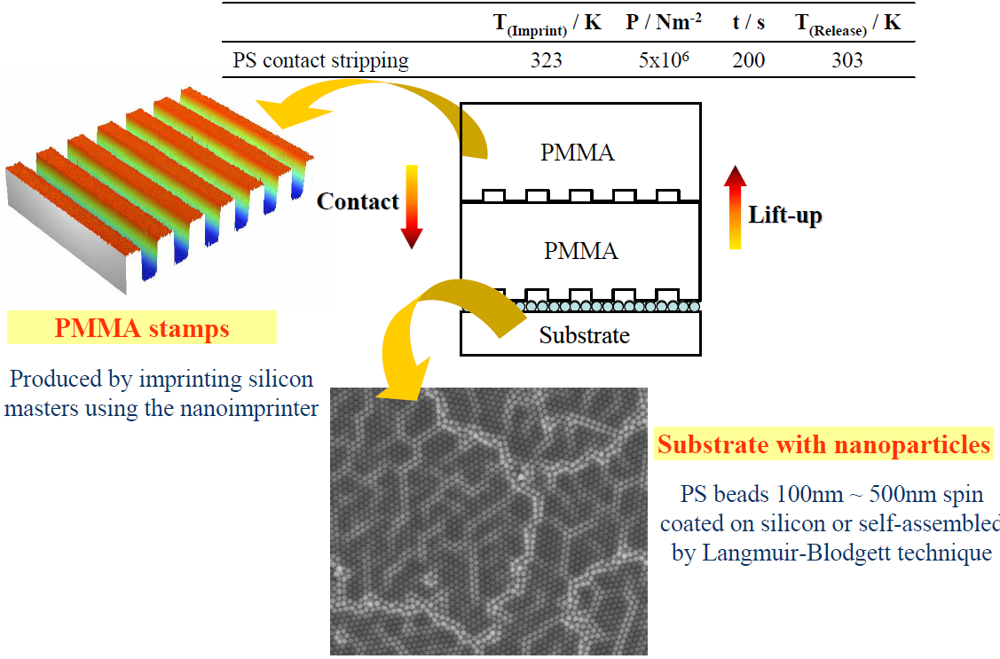 T(Imprint) / K P / Nm-2 t / s T(Release) / K
PS contact stripping 323 5x10⁶ 200 303
PMMA
Contact
Lift-up
PMMA
Substrate
PMMA stamps
Produced by imprinting silicon
masters using the nanoimprinter
Substrate with nanoparticles
PS beads 100nm ~ 500nm spin
coated on silicon or self-assembled
by Langmuir-Blodgett technique